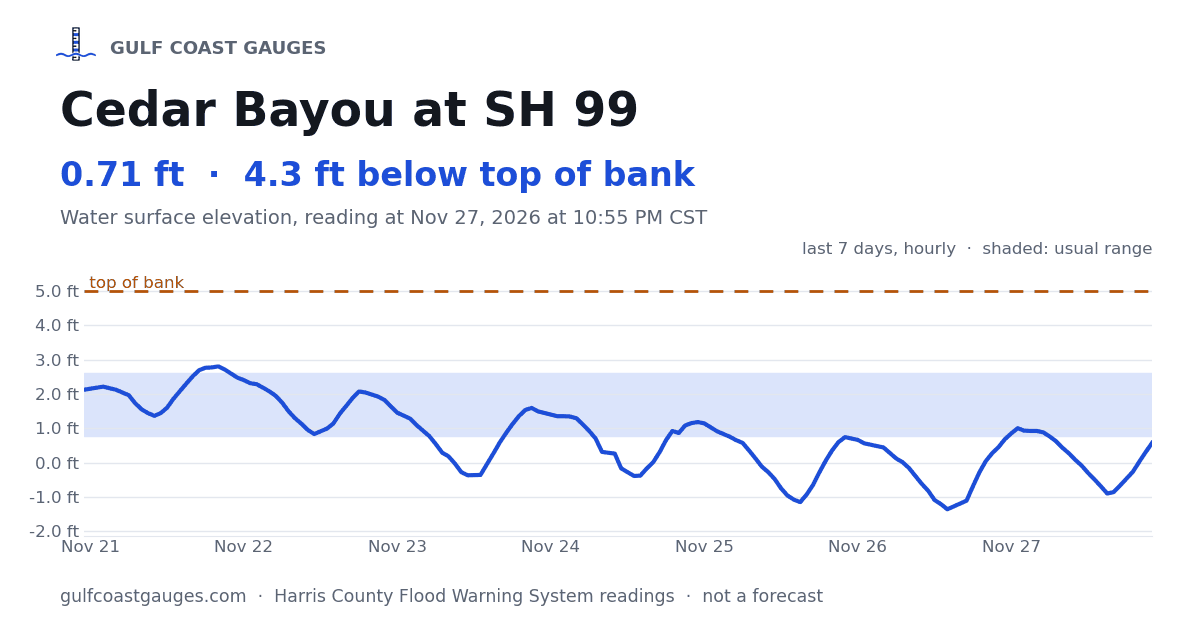 GULF COAST GAUGES
Cedar Bayou at SH 99
0.71 ft · 4.3 ft below top of bank
Water surface elevation, reading at Nov 27, 2026 at 10:55 PM CST
last 7 days, hourly · shaded: usual range
top of bank
5.0 ft
4.0 ft
3.0 ft
2.0 ft
1.0 ft
0.0 ft
-1.0 ft
-2.0 ft
Nov 21 Nov 22 Nov 23 Nov 24 Nov 25 Nov 26 Nov 27
gulfcoastgauges.com · Harris County Flood Warning System readings · not a forecast